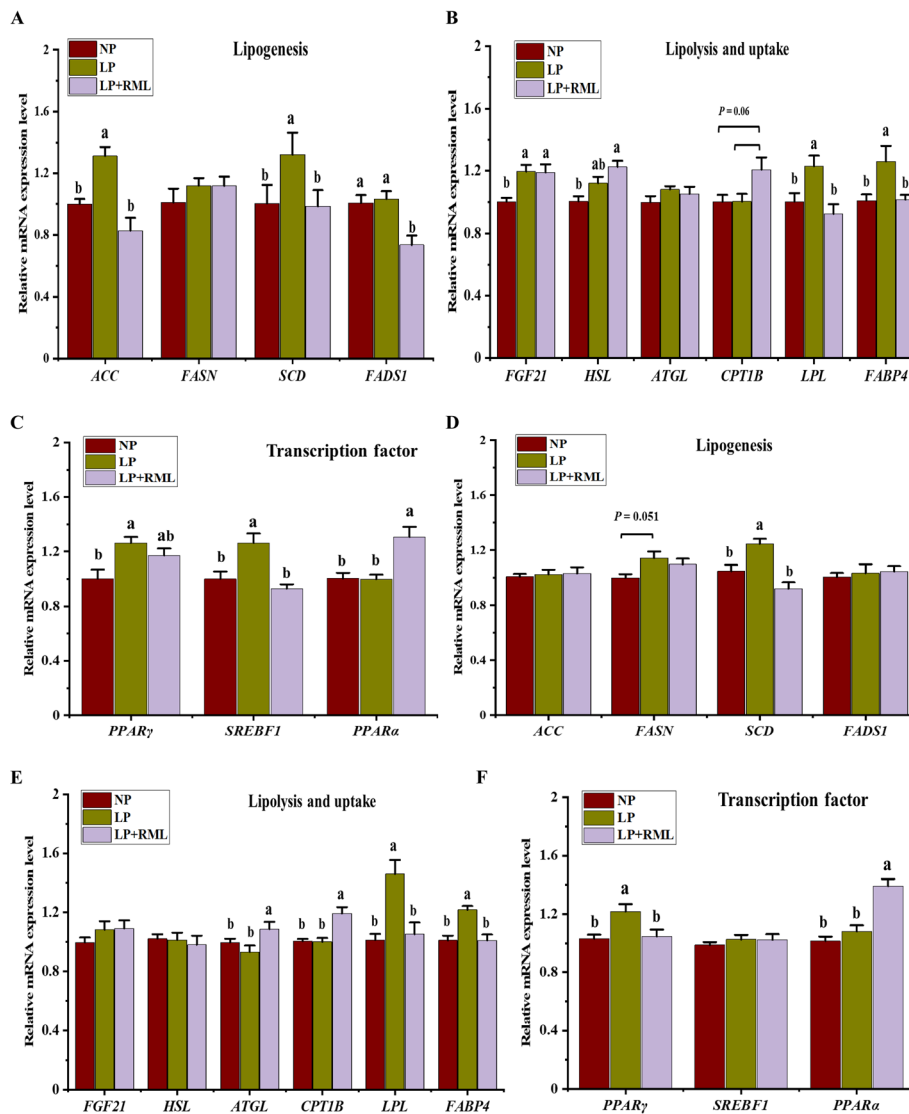 A
Lipogenesis
NP
LP
LP+RML
Relative mRNA expression level
2
1.6
1.2
0.8
0.4
0
b a b
b a b
a a b
ACC FASN SCD FADS1
B
Lipolysis and uptake
NP
LP
LP+RML
Relative mRNA expression level
2
1.6
1.2
0.8
0.4
0
P = 0.06
b a a
b ab a
b a b
b a b
FGF21 HSL ATGL CPT1B LPL FABP4
C
Transcription factor
NP
LP
LP+RML
Relative mRNA expression level
2
1.6
1.2
0.8
0.4
0
b a ab
b a b
b b a
PPARγ SREBF1 PPARα
D
Lipogenesis
NP
LP
LP+RML
Relative mRNA expression level
2
1.6
1.2
0.8
0.4
0
P = 0.051
b a b
ACC FASN SCD FADS1
E
Lipolysis and uptake
NP
LP
LP+RML
Relative mRNA expression level
2
1.6
1.2
0.8
0.4
0
b b a
b b a
b a b
b a b
FGF21 HSL ATGL CPT1B LPL FABP4
F
Transcription factor
NP
LP
LP+RML
Relative mRNA expression level
2
1.6
1.2
0.8
0.4
0
b a b
b b a
PPARγ SREBF1 PPARα